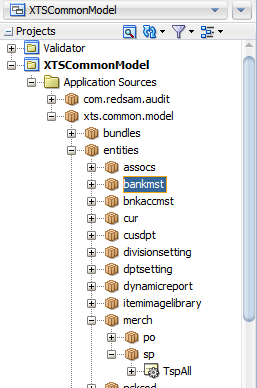 XTSCommonModel
Projects
Validator
XTSCommonModel
Application Sources
com.redsam.audit
xts.common.model
bundles
entities
assocs
bankmst
bnkaccmst
cur
cusdpt
divisionsetting
dptsetting
dynamicreport
itemimagelibrary
merch
po
sp
TspAll